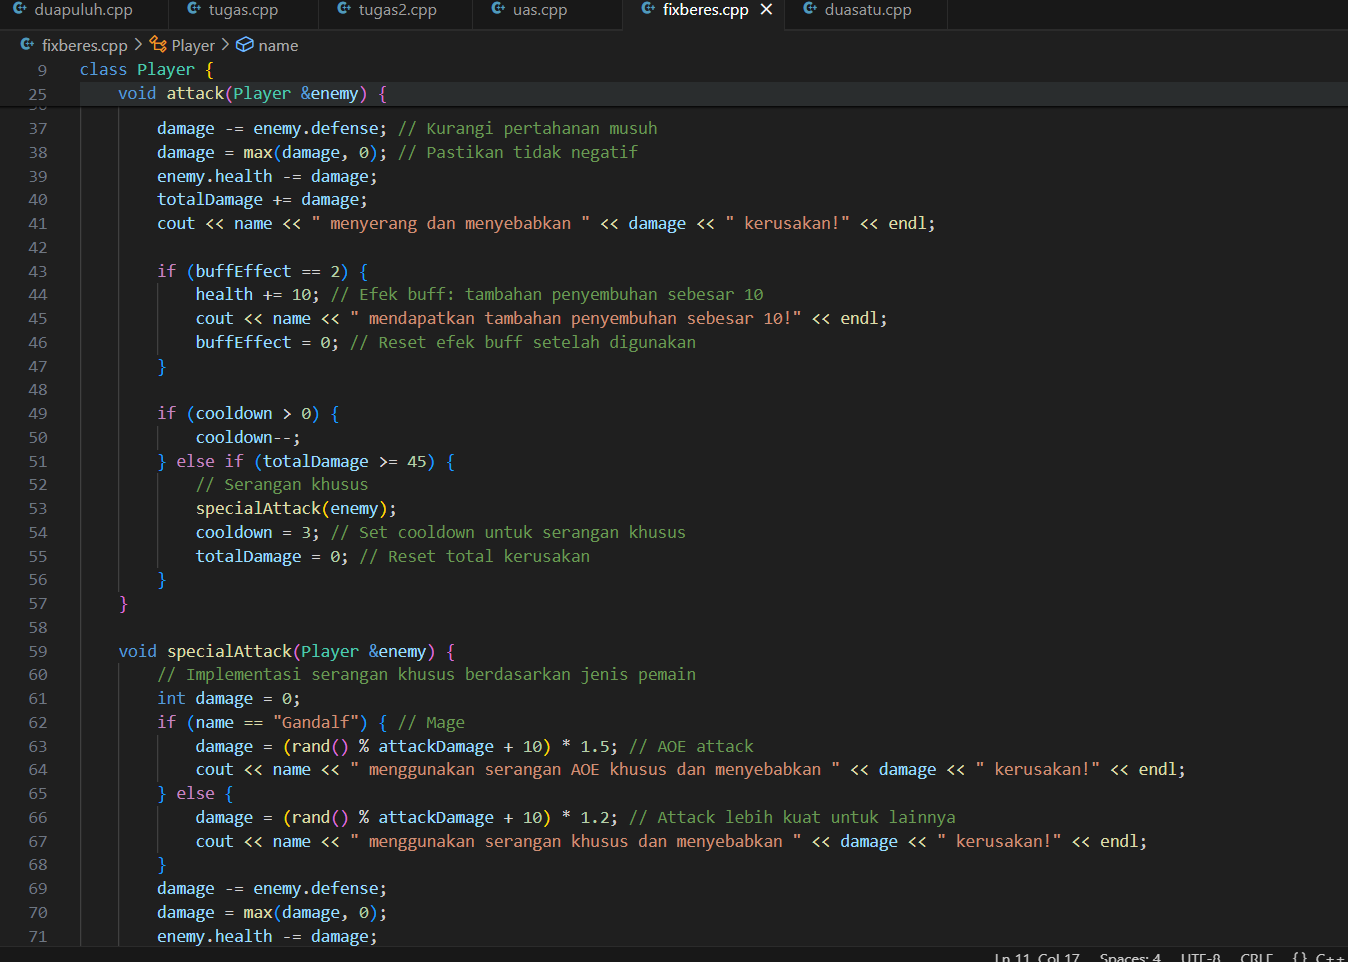 duapuluh.cpp tugas.cpp tugas2.cpp uas.cpp fixberes.cpp duasatu.cpp
fixberes.cpp > Player > name
9 class Player {
25 void attack(Player &enemy) {
37 damage -= enemy.defense; // Kurangi pertahanan musuh
38 damage = max(damage, 0); // Pastikan tidak negatif
39 enemy.health -= damage;
40 totalDamage += damage;
41 cout << name << " menyerang dan menyebabkan " << damage << " kerusakan!" << endl;
42
43 if (buffEffect == 2) {
44 health += 10; // Efek buff: tambahan penyembuhan sebesar 10
45 cout << name << " mendapatkan tambahan penyembuhan sebesar 10!" << endl;
46 buffEffect = 0; // Reset efek buff setelah digunakan
47 }
48
49 if (cooldown > 0) {
50 cooldown--;
51 } else if (totalDamage >= 45) {
52 // Serangan khusus
53 specialAttack(enemy);
54 cooldown = 3; // Set cooldown untuk serangan khusus
55 totalDamage = 0; // Reset total kerusakan
56 }
57 }
58
59 void specialAttack(Player &enemy) {
60 // Implementasi serangan khusus berdasarkan jenis pemain
61 int damage = 0;
62 if (name == "Gandalf") { // Mage
63 damage = (rand() % attackDamage + 10) * 1.5; // AOE attack
64 cout << name << " menggunakan serangan AOE khusus dan menyebabkan " << damage << " kerusakan!" << endl;
65 } else {
66 damage = (rand() % attackDamage + 10) * 1.2; // Attack lebih kuat untuk lainnya
67 cout << name << " menggunakan serangan khusus dan menyebabkan " << damage << " kerusakan!" << endl;
68 }
69 damage -= enemy.defense;
70 damage = max(damage, 0);
71 enemy.health -= damage;
Ln 11, Col 17 Spaces: 4 UTF-8 CRLF {} C++